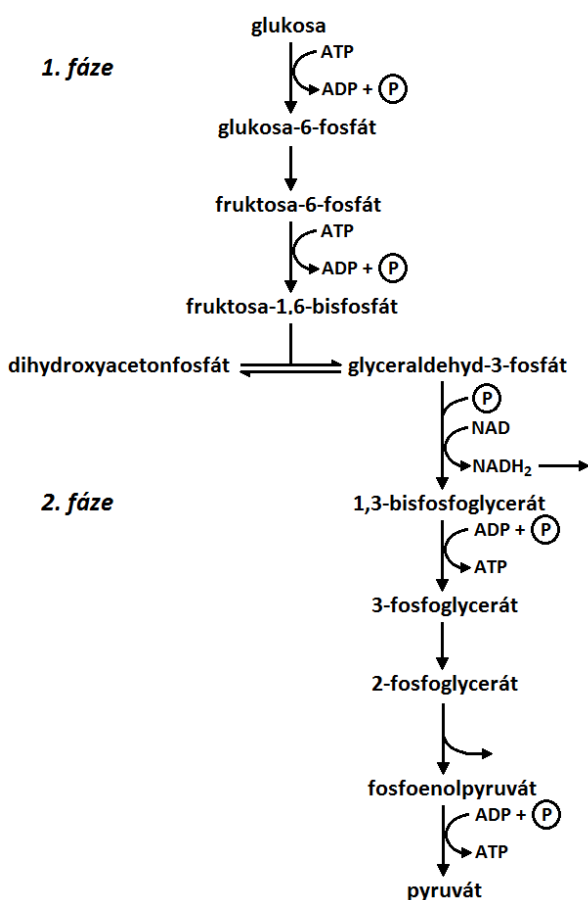 glukosa
ATP
1. fáze
ADP + P
glukosa-6-fosfát
fruktosa-6-fosfát
ATP
ADP + P
fruktosa-1,6-bisfosfát
dihydroxyacetonfosfát glyceraldehyd-3-fosfát
P
NAD
NADH₂
2. fáze 1,3-bisfosfoglycerát
ADP + P
ATP
3-fosfoglycerát
2-fosfoglycerát
fosfoenolpyruvát
ADP + P
ATP
pyruvát